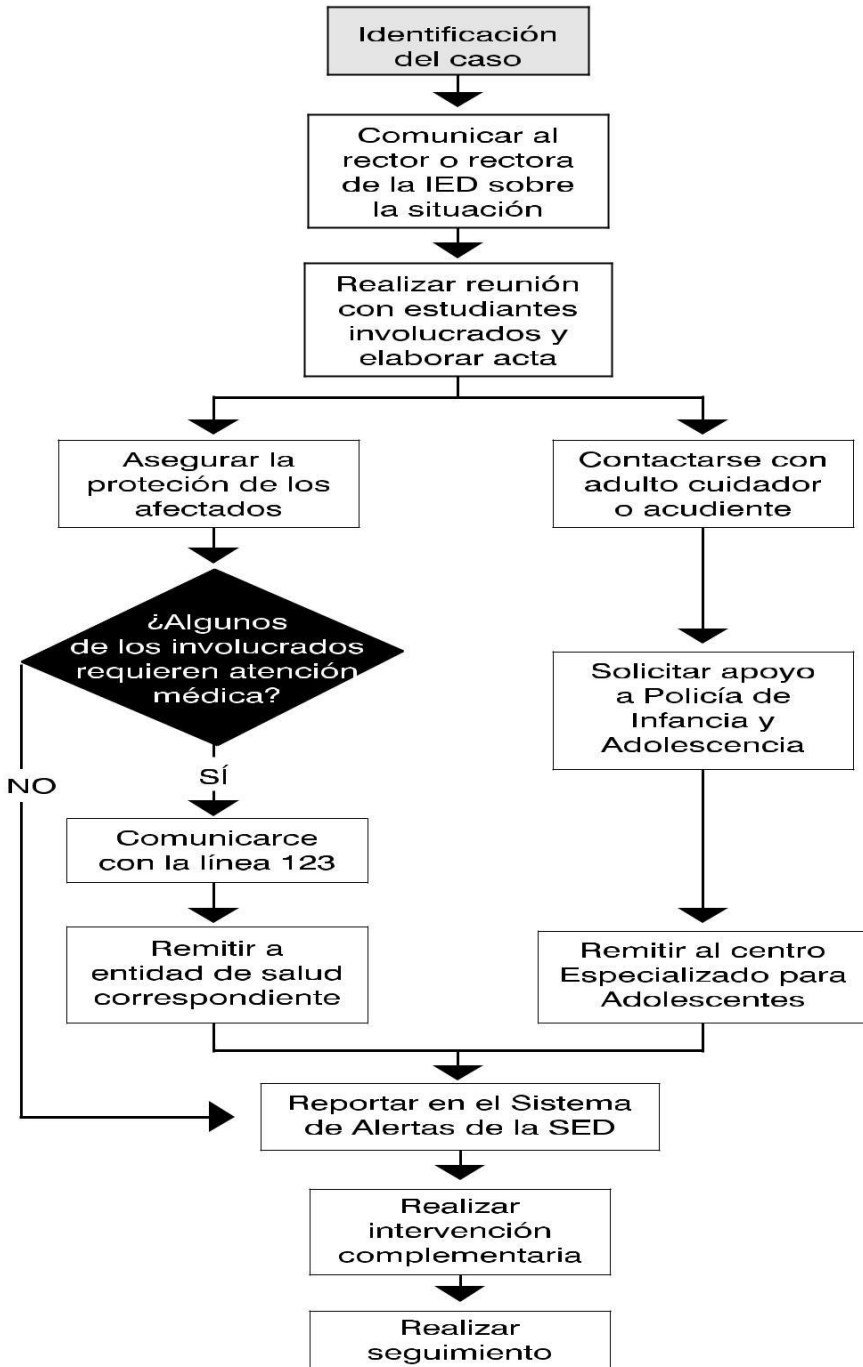 Identificación
del caso
Comunicar al
rector o rectora
de la IED sobre
la situación
Realizar reunión
con estudiantes
involucrados y
elaborar acta
Asegurar la
proteción de los
afectados
¿Algunos
de los involucrados
requieren atención
médica?
NO
SÍ
Comunicarce
con la línea 123
Remitir a
entidad de salud
correspondiente
Contactarse con
adulto cuidador
o acudiente
Solicitar apoyo
a Policía de
Infancia y
Adolescencia
Remitir al centro
Especializado para
Adolescentes
Reportar en el Sistema
de Alertas de la SED
Realizar
intervención
complementaria
Realizar
seguimiento